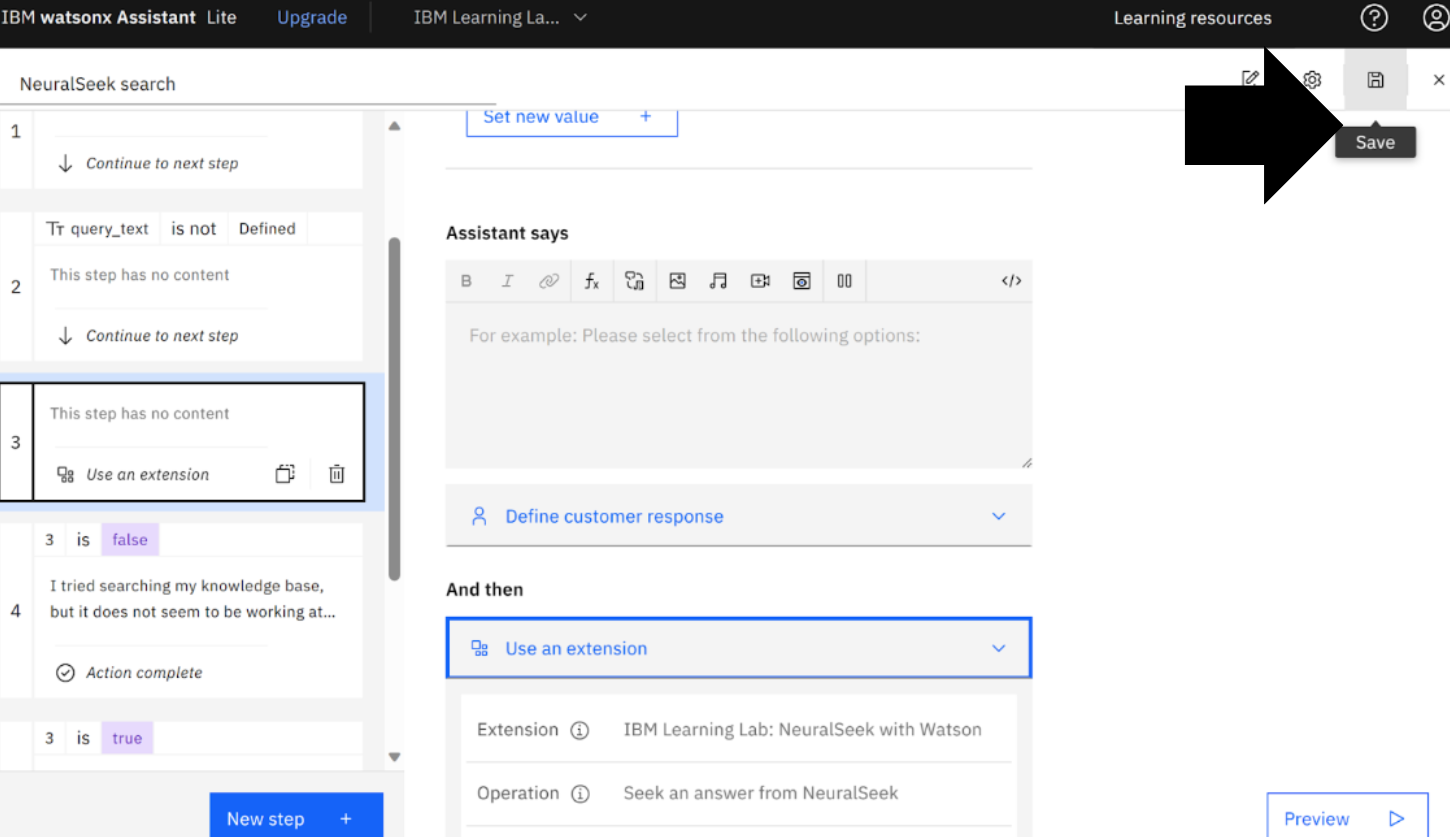 IBM watsonx Assistant Lite Upgrade IBM Learning La... Learning resources
NeuralSeek search
Save
1
Continue to next step
Tт query_text is not Defined
2
This step has no content
Continue to next step
3
This step has no content
Use an extension
3 is false
4
I tried searching my knowledge base,
but it does not seem to be working at...
Action complete
3 is true
New step +
Set new value +
Assistant says
B I fx </>
For example: Please select from the following options:
Define customer response
And then
Use an extension
Extension IBM Learning Lab: NeuralSeek with Watson
Operation Seek an answer from NeuralSeek
Preview